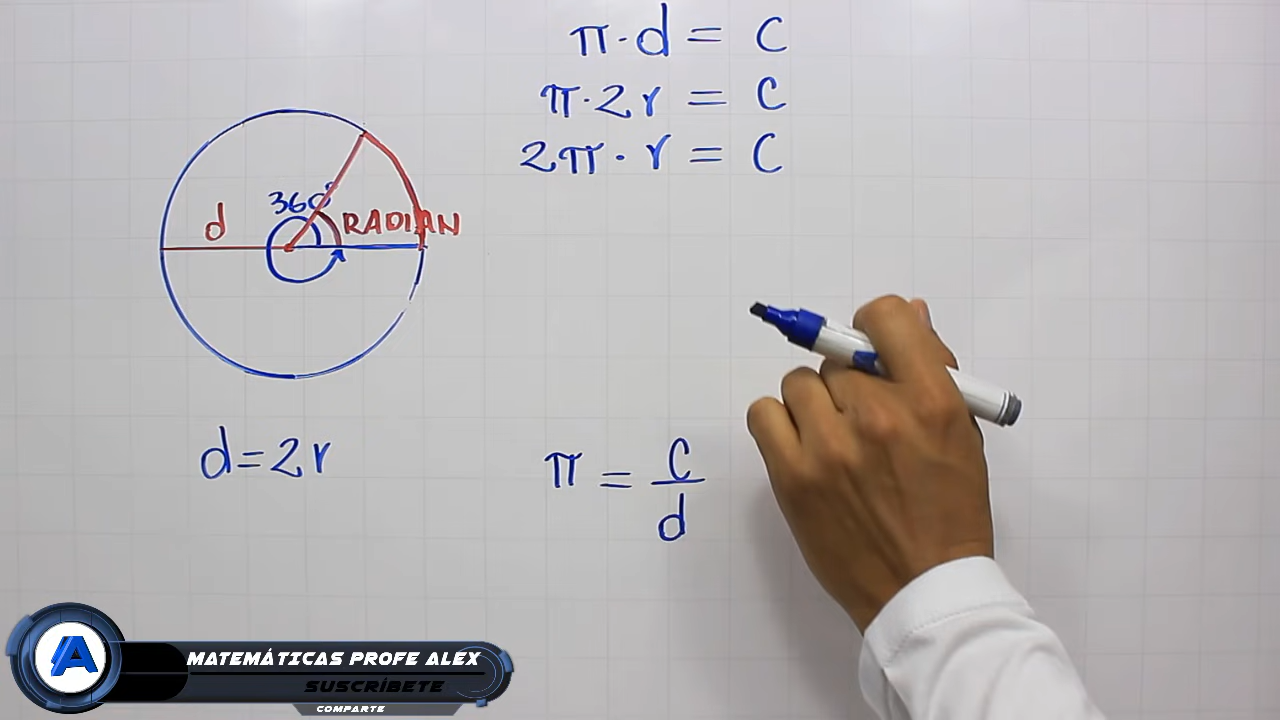 π·d = C
π·2r = C
2π·r = C
360°
d
RADIAN
d=2r
π = C/d
A
MATEMÁTICAS PROFE ALEX
SUSCRÍBETE
COMPARTE